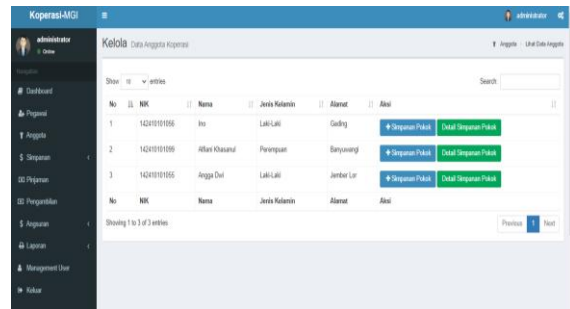 Koperasi-MGI
administrator
administrator
Online
Navigation
Dashboard
Pegawai
Anggota
$ Simpanan
Pinjaman
Pengambilan
$ Angsuran
Laporan
Management User
Keluar
Kelola Data Anggota Koperasi
Anggota Lihat Data Anggota
Show 10 entries
Search:
No NIK Nama Jenis Kelamin Alamat Aksi
1 142410101056 Laki-Laki Gading + Simpanan Pokok Detail Simpanan Pokok
2 142410101099 Alfiani Khasanul Perempuan Banyuwangi + Simpanan Pokok Detail Simpanan Pokok
3 142410101055 Angga Dwi Laki-Laki Jember Lor + Simpanan Pokok Detail Simpanan Pokok
No NIK Nama Jenis Kelamin Alamat Aksi
Showing 1 to 3 of 3 entries
Previous 1 Next